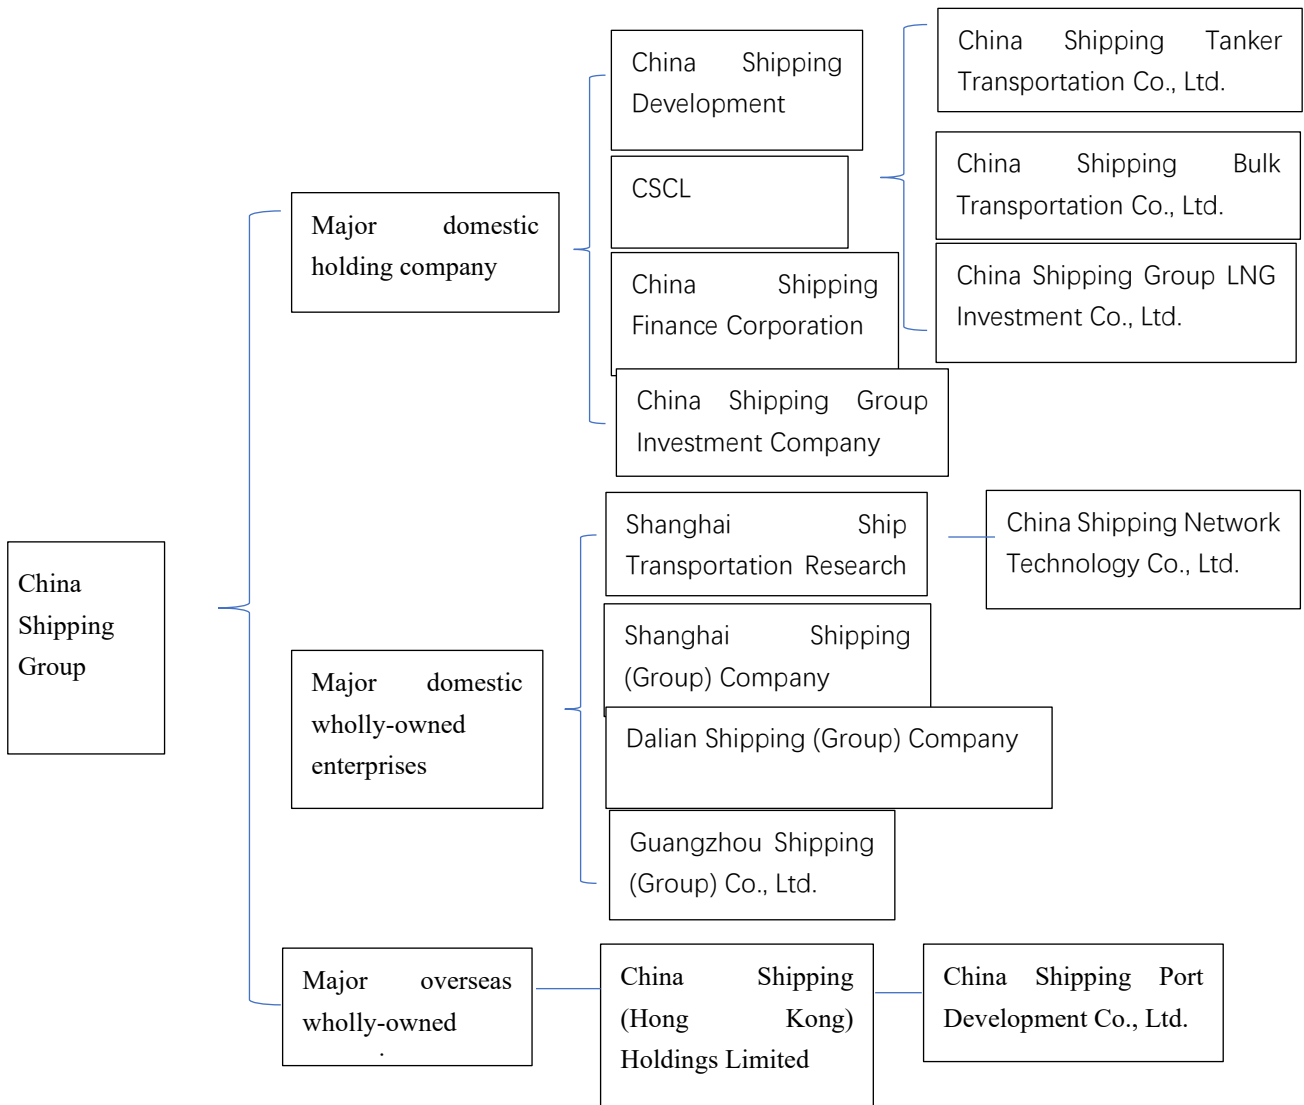 China Shipping
Development
CSCL
China Shipping
Finance Corporation
China Shipping Group
Investment Company
China Shipping Tanker
Transportation Co., Ltd.
China Shipping Bulk
Transportation Co., Ltd.
China Shipping Group LNG
Investment Co., Ltd.
Major domestic
holding company
Shanghai Ship
Transportation Research
China Shipping Network
Technology Co., Ltd.
Shanghai Shipping
(Group) Company
Dalian Shipping (Group) Company
Guangzhou Shipping
(Group) Co., Ltd.
China
Shipping
Group
Major domestic
wholly-owned
enterprises
Major overseas
wholly-owned
China Shipping
(Hong Kong)
Holdings Limited
China Shipping Port
Development Co., Ltd.